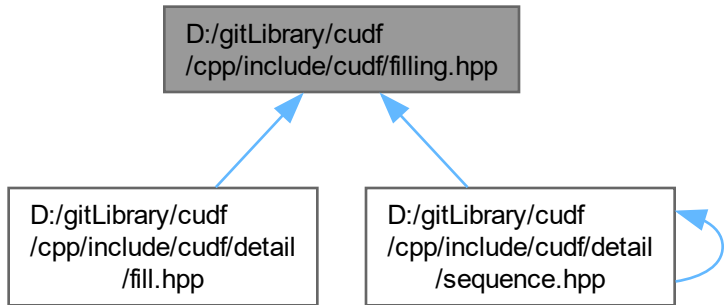 D:/gitLibrary/cudf
/cpp/include/cudf/filling.hpp
D:/gitLibrary/cudf
/cpp/include/cudf/detail
/fill.hpp
D:/gitLibrary/cudf
/cpp/include/cudf/detail
/sequence.hpp